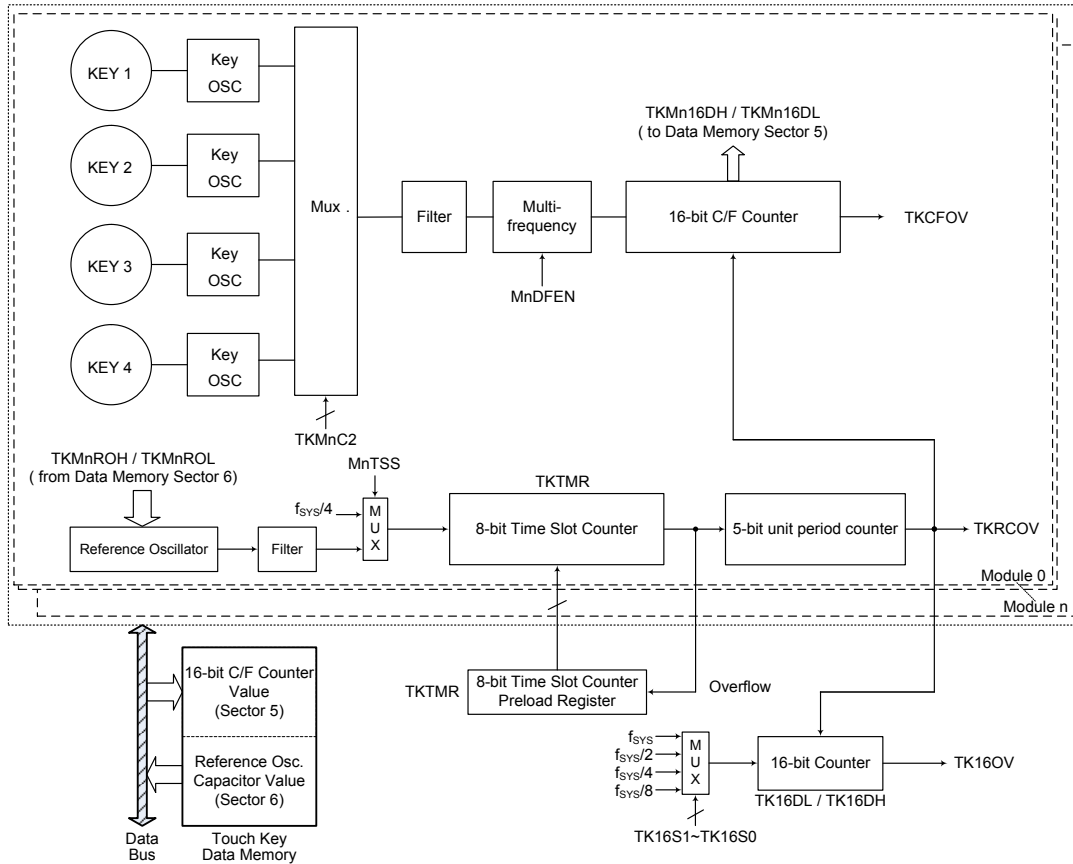 KEY 1
Key
OSC
KEY 2
Key
OSC
KEY 3
Key
OSC
KEY 4
Key
OSC
Mux .
TKMnC2
Filter
Multi-
frequency
MnDFEN
TKMn16DH / TKMn16DL
( to Data Memory Sector 5)
16-bit C/F Counter
TKCFOV
TKMnROH / TKMnROL
( from Data Memory Sector 6)
Reference Oscillator
Filter
MnTSS
fSYS/4
M
U
X
TKTMR
8-bit Time Slot Counter
5-bit unit period counter
TKRCOV
Module 0
Module n
TKTMR
8-bit Time Slot Counter
Preload Register
Overflow
fSYS
fSYS/2
fSYS/4
fSYS/8
M
U
X
TK16S1~TK16S0
16-bit Counter
TK16DL / TK16DH
TK16OV
16-bit C/F Counter
Value
(Sector 5)
Reference Osc.
Capacitor Value
(Sector 6)
Data
Bus
Touch Key
Data Memory